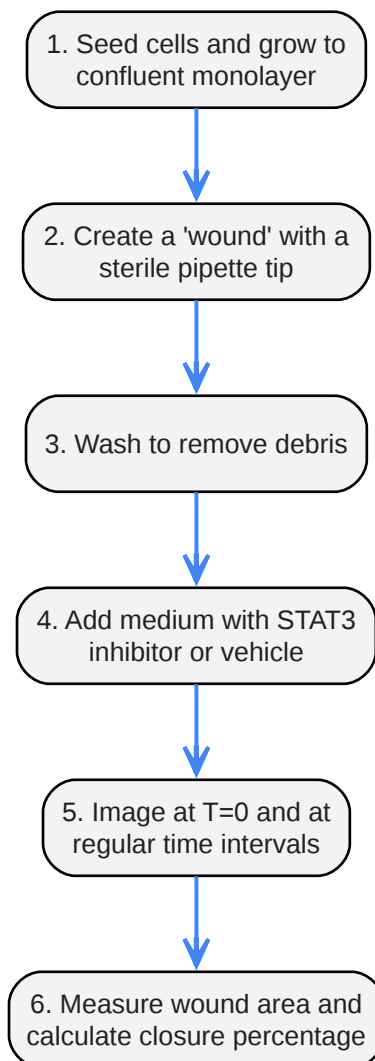 1. Seed cells and grow to
confluent monolayer
2. Create a 'wound' with a
sterile pipette tip
3. Wash to remove debris
4. Add medium with STAT3
inhibitor or vehicle
5. Image at T=0 and at
regular time intervals
6. Measure wound area and
calculate closure percentage